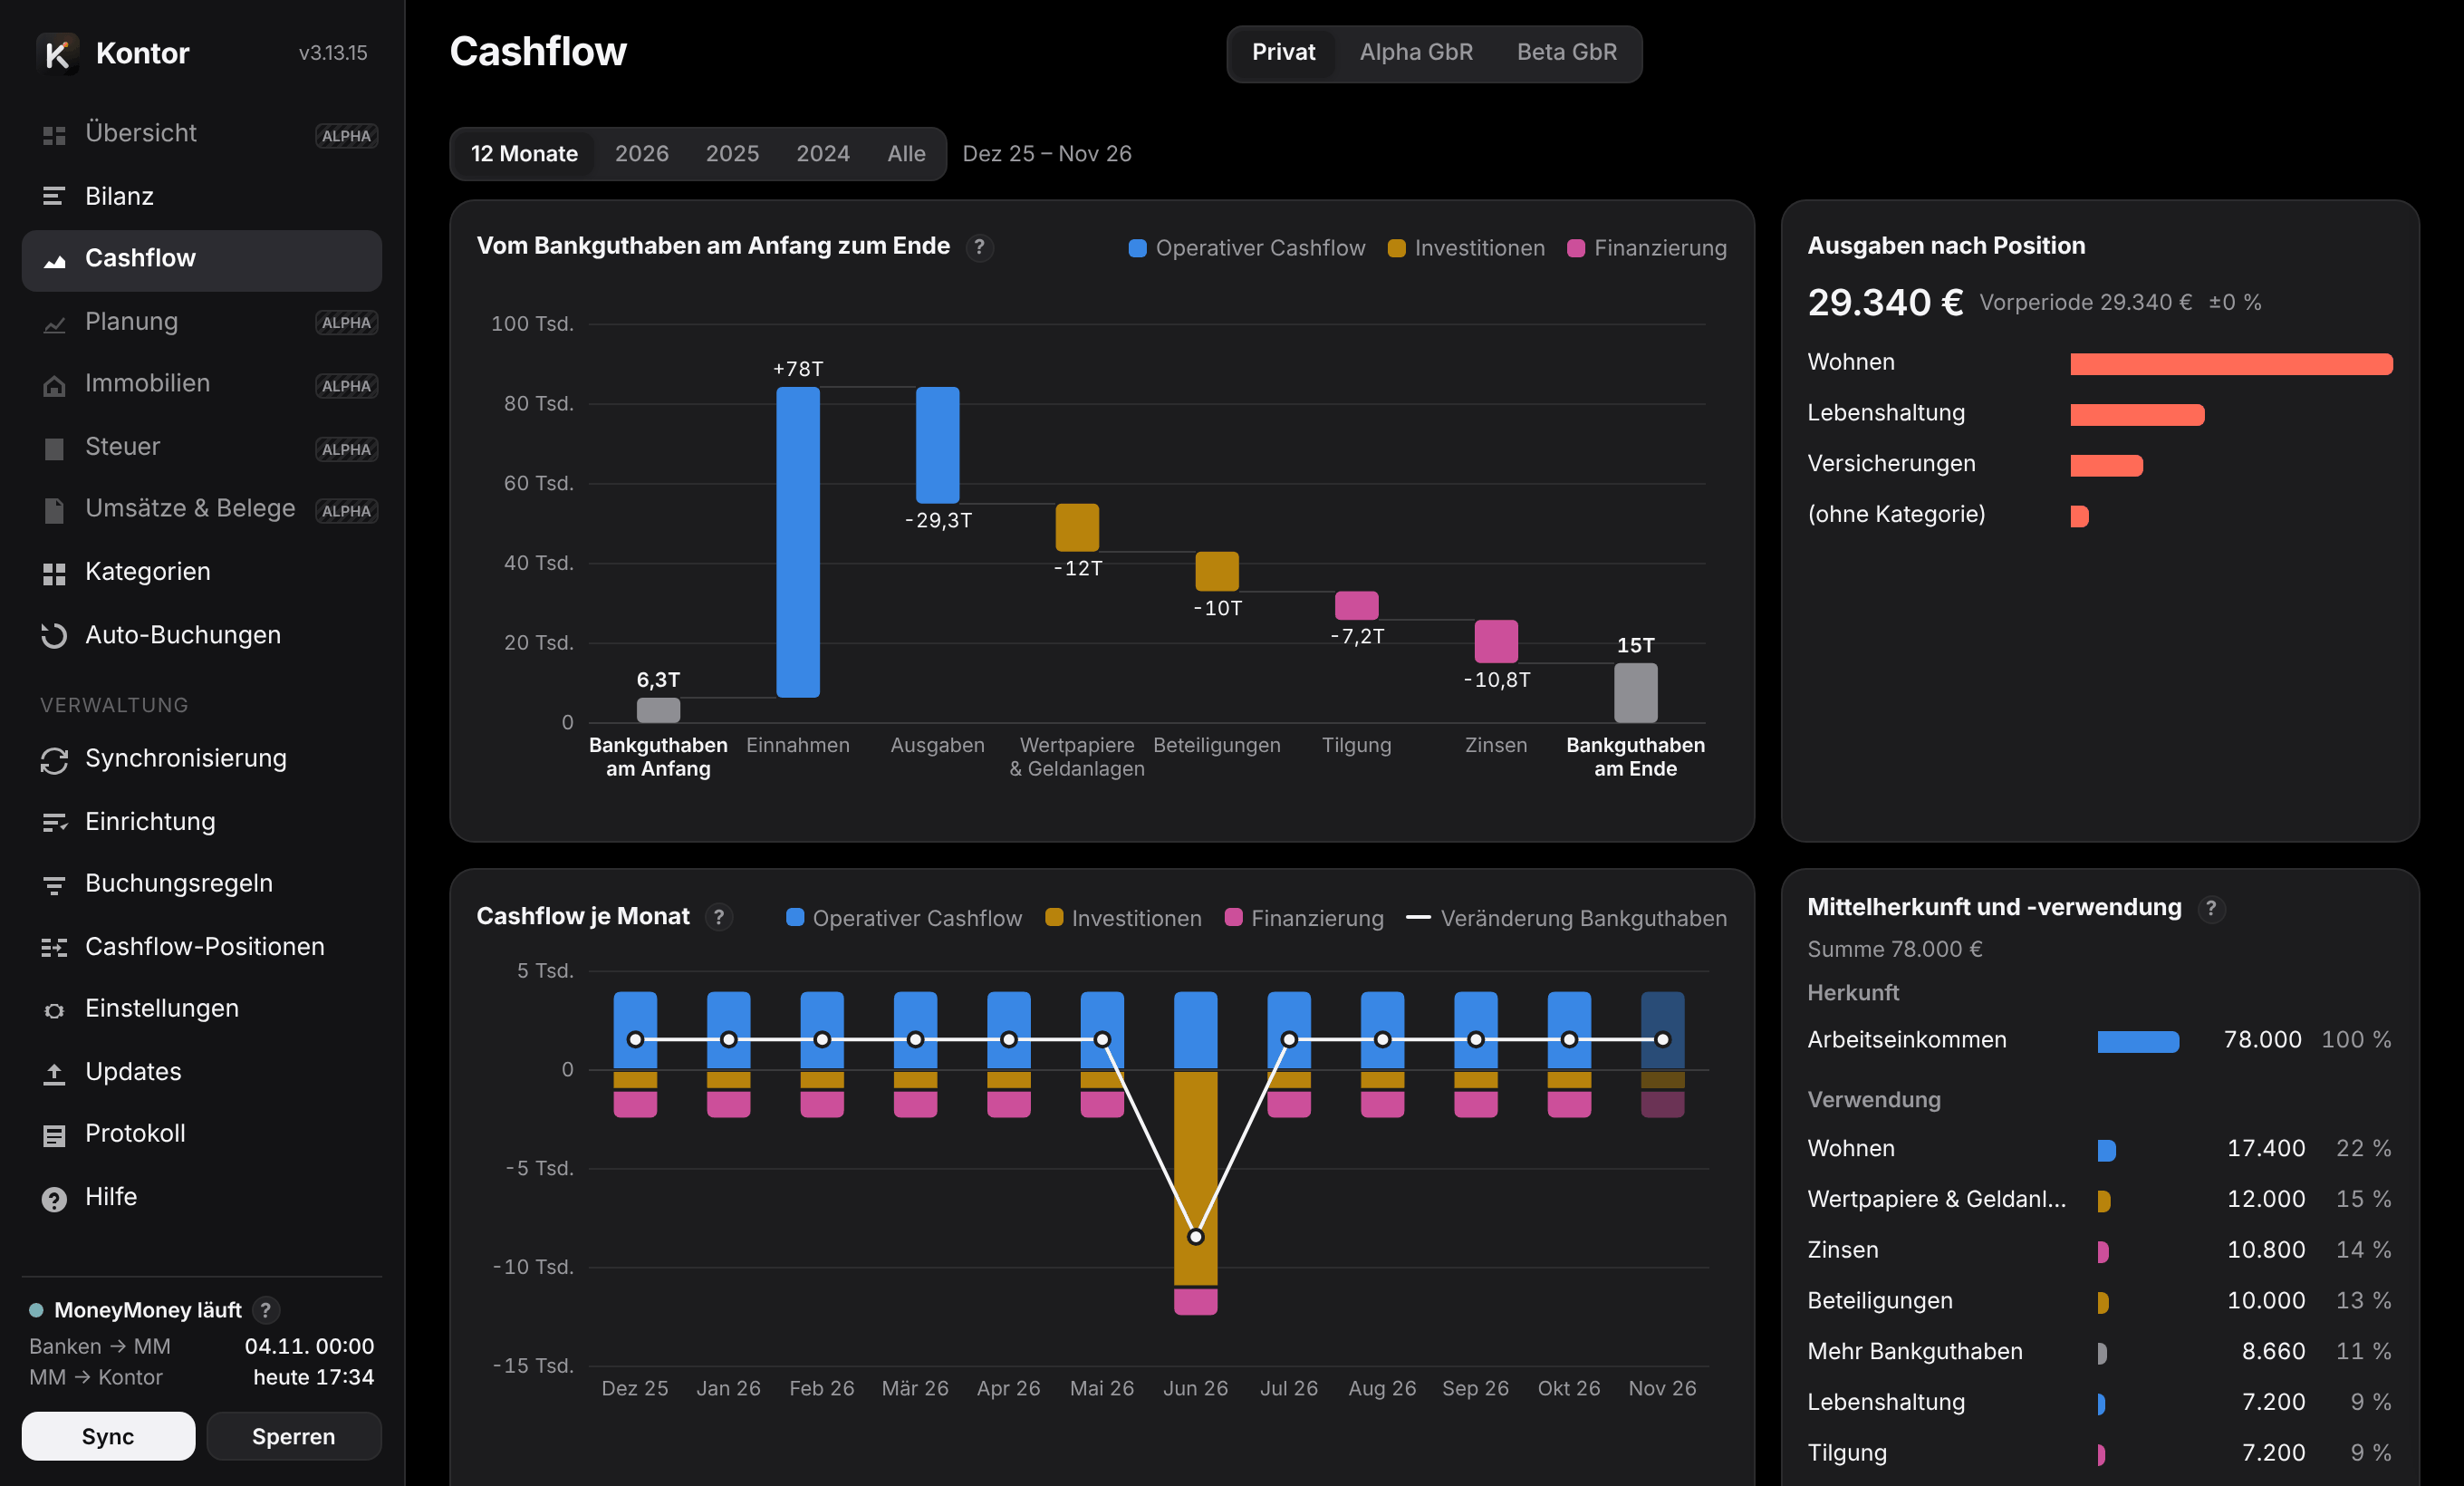 Kontor
v3.13.15
Übersicht ALPHA
Bilanz
Cashflow
Planung ALPHA
Immobilien ALPHA
Steuer ALPHA
Umsätze & Belege ALPHA
Kategorien
Auto-Buchungen
VERWALTUNG
Synchronisierung
Einrichtung
Buchungsregeln
Cashflow-Positionen
Einstellungen
Updates
Protokoll
Hilfe
MoneyMoney läuft ?
Banken → MM 04.11. 00:00
MM → Kontor heute 17:34
Sync Sperren
Cashflow
Privat Alpha GbR Beta GbR
12 Monate 2026 2025 2024 Alle Dez 25 – Nov 26
Vom Bankguthaben am Anfang zum Ende ?
Operativer Cashflow Investitionen Finanzierung
100 Tsd.
80 Tsd.
60 Tsd.
40 Tsd.
20 Tsd.
0
6,3T
+78T
-29,3T
-12T
-10T
-7,2T
-10,8T
15T
Bankguthaben am Anfang
Einnahmen
Ausgaben
Wertpapiere & Geldanlagen
Beteiligungen
Tilgung
Zinsen
Bankguthaben am Ende
Ausgaben nach Position
29.340 € Vorperiode 29.340 € ±0 %
Wohnen
Lebenshaltung
Versicherungen
(ohne Kategorie)
Cashflow je Monat ?
Operativer Cashflow Investitionen Finanzierung Veränderung Bankguthaben
5 Tsd.
0
-5 Tsd.
-10 Tsd.
-15 Tsd.
Dez 25 Jan 26 Feb 26 Mär 26 Apr 26 Mai 26 Jun 26 Jul 26 Aug 26 Sep 26 Okt 26 Nov 26
Mittelherkunft und -verwendung ?
Summe 78.000 €
Herkunft
Arbeitseinkommen 78.000 100 %
Verwendung
Wohnen 17.400 22 %
Wertpapiere & Geldanl... 12.000 15 %
Zinsen 10.800 14 %
Beteiligungen 10.000 13 %
Mehr Bankguthaben 8.660 11 %
Lebenshaltung 7.200 9 %
Tilgung 7.200 9 %